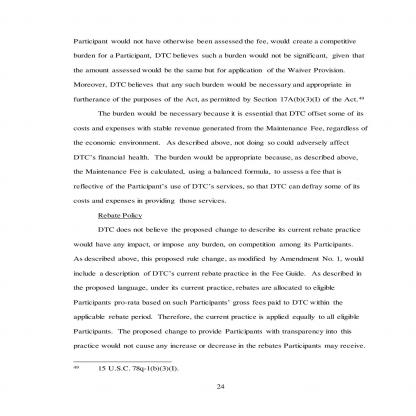 Participant would not have otherwise been assessed the fee, would create a competitive
burden for a Participant, DTC believes such a burden would not be significant, given that
the amount assessed would be the same but for application of the Waiver Provision.
Moreover, DTC believes that any such burden would be necessary and appropriate in
furtherance of the purposes of the Act, as permitted by Section 17A(b)(3)(I) of the Act.49
The burden would be necessary because it is essential that DTC offset some of its
costs and expenses with stable revenue generated from the Maintenance Fee, regardless of
the economic environment. As described above, not doing so could adversely affect
DTC's financial health. The burden would be appropriate because, as described above,
the Maintenance Fee is calculated, using a balanced formula, to assess a fee that is
reflective of the Participant's use of DTC's services, so that DTC can defray some of its
costs and expenses in providing those services.
Rebate Policy
DTC does not believe the proposed change to describe its current rebate practice
would have any impact, or impose any burden, on competition among its Participants.
As described above, this proposed rule change, as modified by Amendment No. 1, would
include a description of DTC's current rebate practice in the Fee Guide. As described in
the proposed language, under its current practice, rebates are allocated to eligible
Participants pro-rata based on such Participants' gross fees paid to DTC within the
applicable rebate period. Therefore, the current practice is applied equally to all eligible
Participants. The proposed change to provide Participants with transparency into this
practice would not cause any increase or decrease in the rebates Participants may receive.
49 15 U.S.C. 78q-1(b)(3)(I).
24